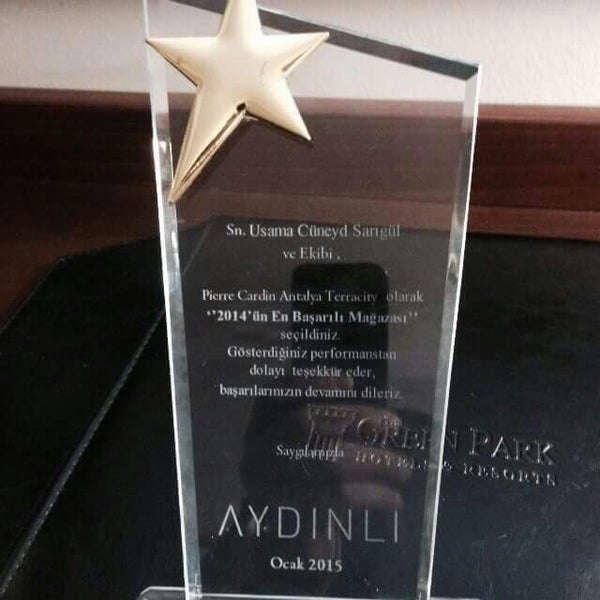 Sn. Usama Cüneyd Sarıgül
ve Ekibi ,
Pierre Cardin Antalya Terracity olarak
‘‘2014’ün En Başarılı Mağazası’’
seçildiniz.
Gösterdiğiniz performanstan
dolayı teşekkür eder,
başarılarınızın devamını dileriz.
Saygılarımızla
AYDINLI
Ocak 2015
GREEN PARK
HOTELS & RESORTS